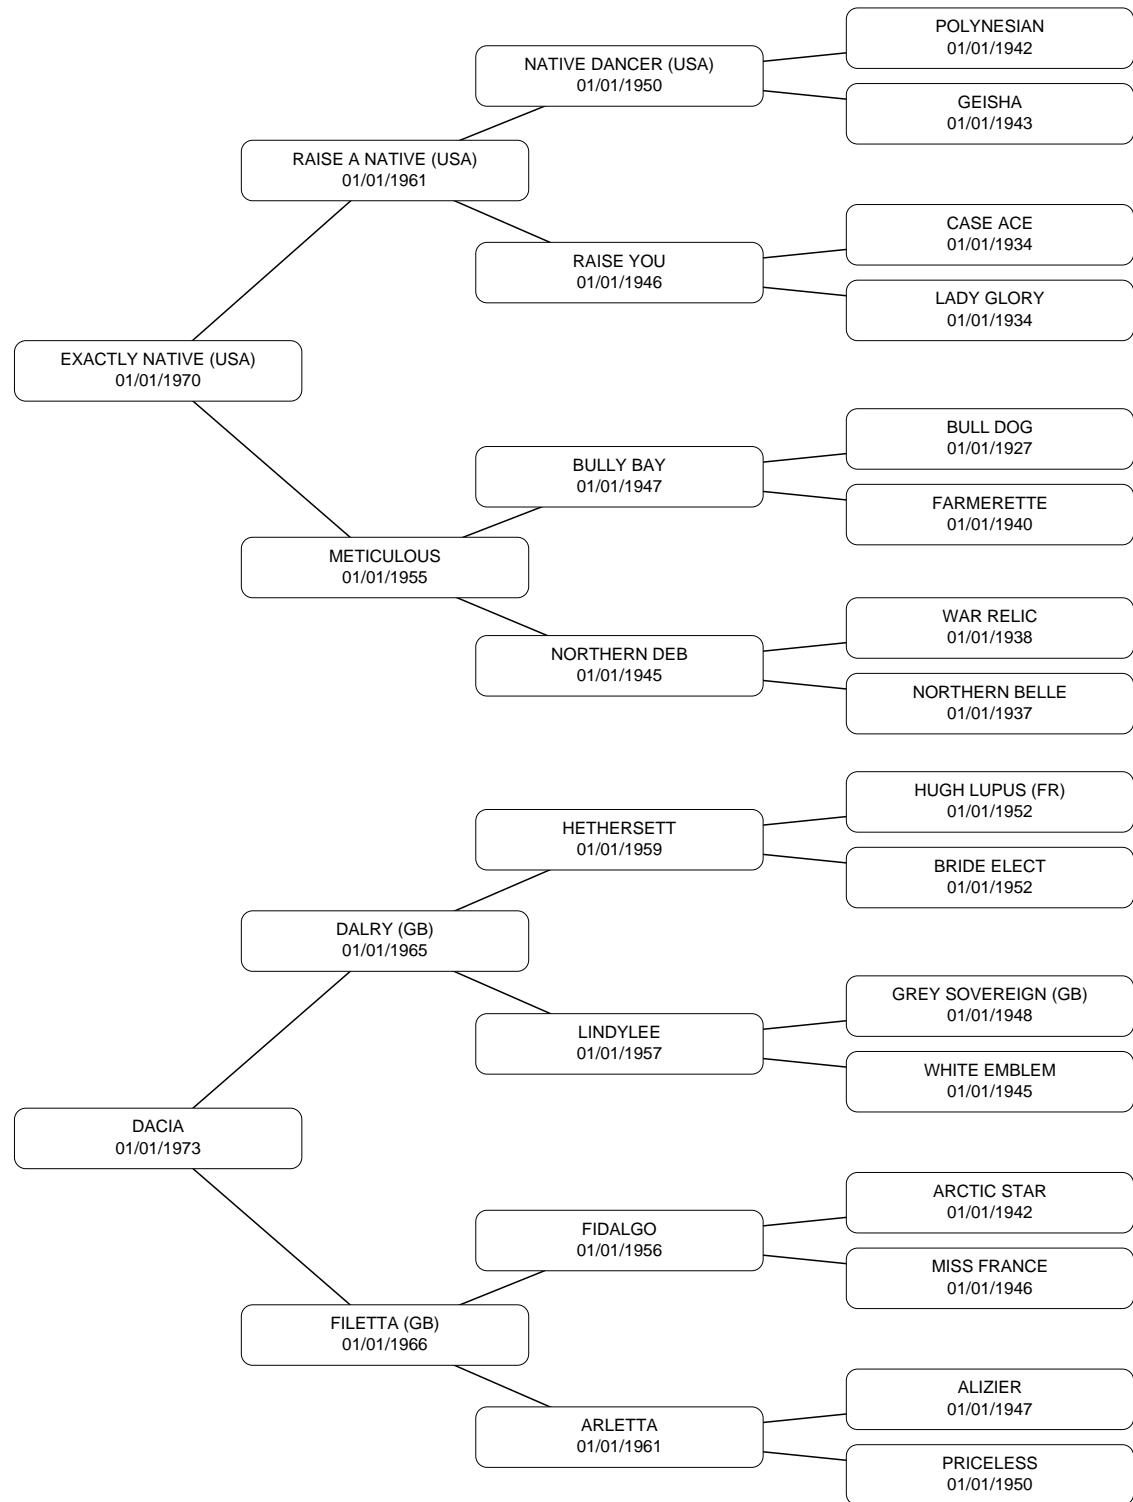 POLYNESIAN
01/01/1942
NATIVE DANCER (USA)
01/01/1950
GEISHA
01/01/1943
RAISE A NATIVE (USA)
01/01/1961
CASE ACE
01/01/1934
RAISE YOU
01/01/1946
LADY GLORY
01/01/1934
EXACTLY NATIVE (USA)
01/01/1970
BULL DOG
01/01/1927
BULLY BAY
01/01/1947
FARMERETTE
01/01/1940
METICULOUS
01/01/1955
WAR RELIC
01/01/1938
NORTHERN DEB
01/01/1945
NORTHERN BELLE
01/01/1937
HUGH LUPUS (FR)
01/01/1952
HETHERSETT
01/01/1959
BRIDE ELECT
01/01/1952
DALRY (GB)
01/01/1965
GREY SOVEREIGN (GB)
01/01/1948
LINDYLEE
01/01/1957
WHITE EMBLEM
01/01/1945
DACIA
01/01/1973
ARCTIC STAR
01/01/1942
FIDALGO
01/01/1956
MISS FRANCE
01/01/1946
FILETTA (GB)
01/01/1966
ALIZIER
01/01/1947
ARLETTA
01/01/1961
PRICELESS
01/01/1950